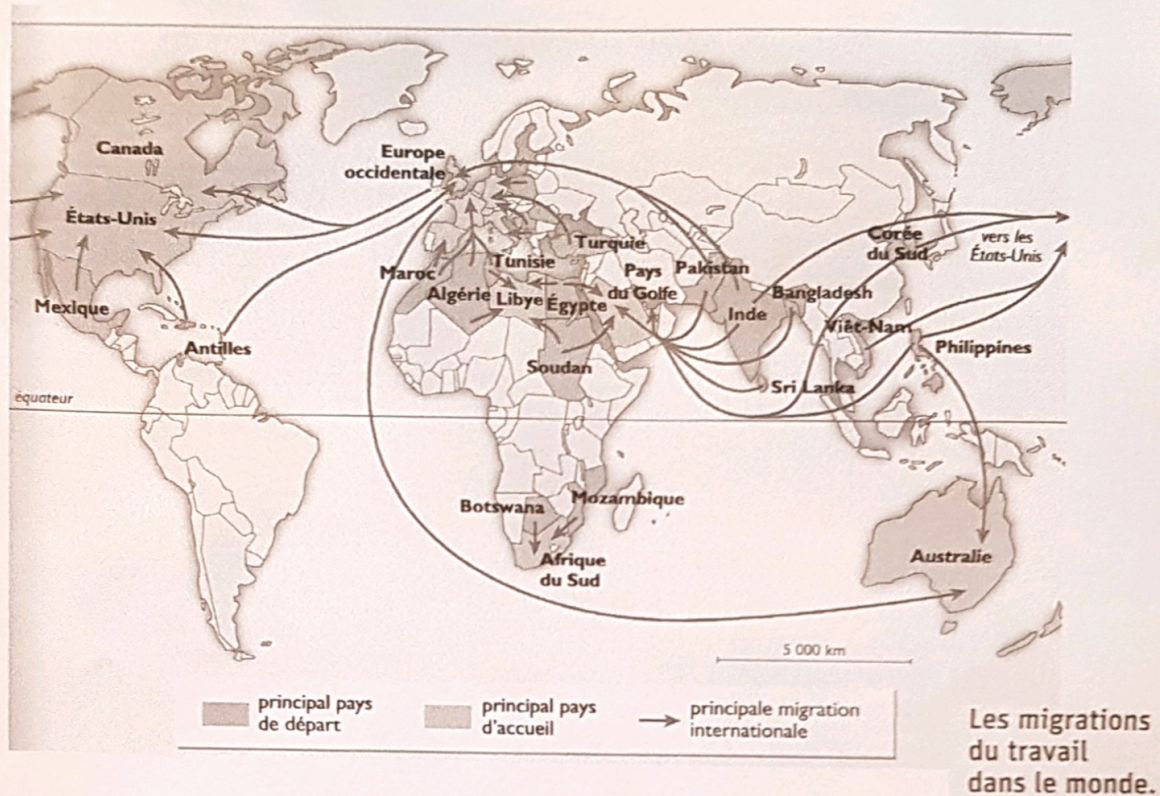 Canada
Europe
occidentale
États-Unis
Corée
du Sud
vers les
États-Unis
Turquie
Tunisie
Maroc
Pays
du Golfe
Pakistan
Algérie
Libye
Égypte
Bangladesh
Mexique
Inde
Viêt-Nam
Antilles
Philippines
Soudan
Sri Lanka
équateur
Botswana
Mozambique
Afrique
du Sud
Australie
5 000 km
principal pays
de départ
principal pays
d'accueil
principale migration
internationale
Les migrations
du travail
dans le monde.